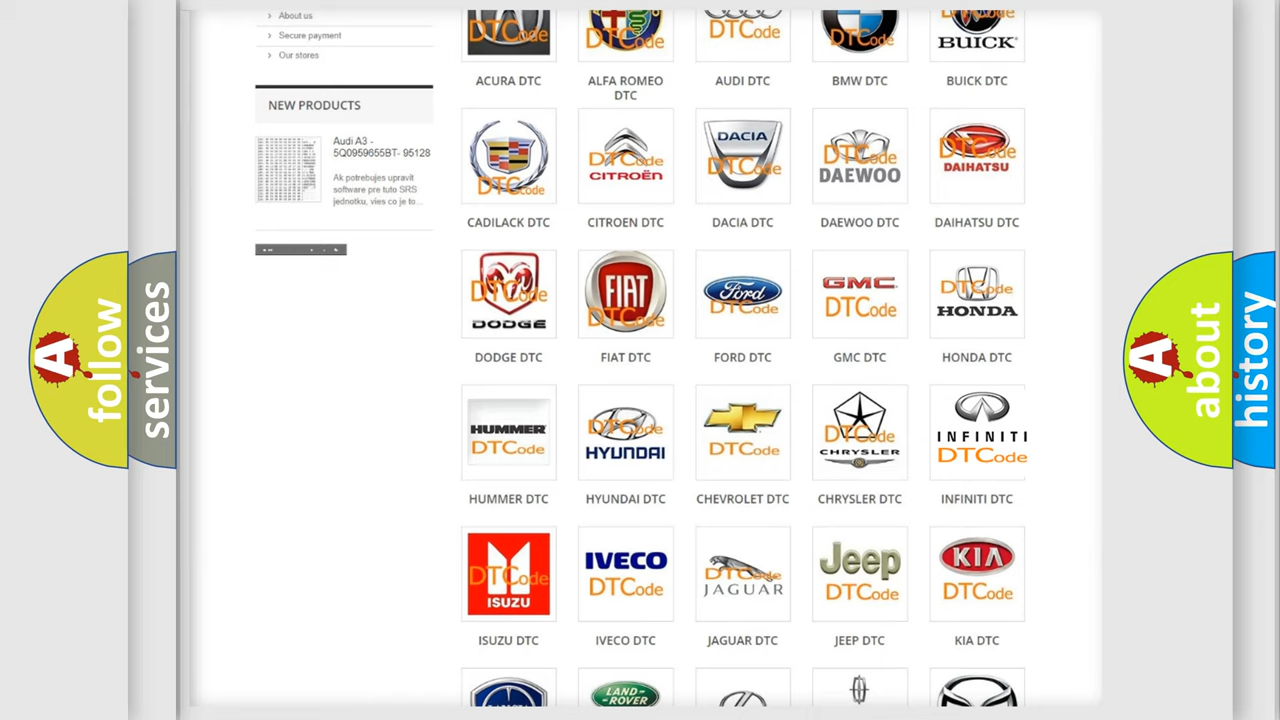 About us
Secure payment
Our stores
NEW PRODUCTS
Audi A3 -
5Q0959655BT- 95128
Ak potrebujes upravit
software pre tuto SRS
jednotku, vies co je to...
DTCode
DTCode
DTCode
DTCode
DTCode
BUICK
ACURA DTC
ALFA ROMEO
DTC
AUDI DTC
BMW DTC
BUICK DTC
DTCode
DTCode
CITROËN
DACIA
DTCode
DTCode
DAEWOO
DTCode
DAIHATSU
CADILACK DTC
CITROEN DTC
DACIA DTC
DAEWOO DTC
DAIHATSU DTC
DTCode
DODGE
FIAT
DTCode
Ford
DTCode
GMC
DTCode
DTCode
HONDA
DODGE DTC
FIAT DTC
FORD DTC
GMC DTC
HONDA DTC
HUMMER
DTCode
DTCode
HYUNDAI
DTCode
DTCode
CHRYSLER
INFINITI
DTCode
HUMMER DTC
HYUNDAI DTC
CHEVROLET DTC
CHRYSLER DTC
INFINITI DTC
DTCode
ISUZU
IVECO
DTCode
DTCode
JAGUAR
Jeep
DTCode
KIA
DTCode
ISUZU DTC
IVECO DTC
JAGUAR DTC
JEEP DTC
KIA DTC
LAND-
ROVER
A follow
services
A about
history